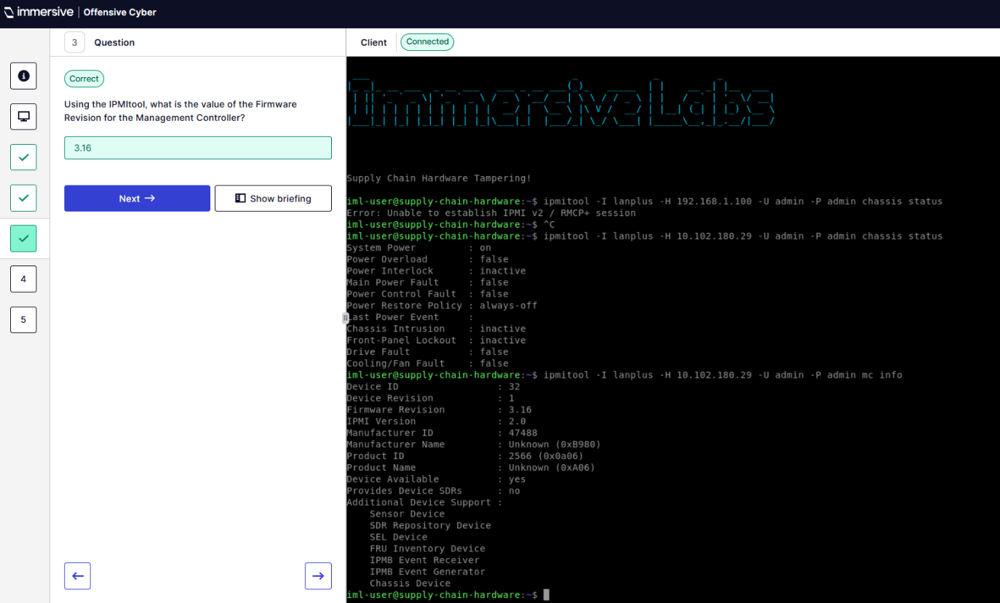 immersive | Offensive Cyber
3 Question
Correct
Using the IPMItool, what is the value of the Firmware
Revision for the Management Controller?
3.16
Next → Show briefing
4
5
Client Connected
ImmersiveLabs
Supply Chain Hardware Tampering!
iml-user@supply-chain-hardware:~$ ipmitool -I lanplus -H 192.168.1.100 -U admin -P admin chassis status
Error: Unable to establish IPMI v2 / RMCP+ session
iml-user@supply-chain-hardware:~$ ^C
iml-user@supply-chain-hardware:~$ ipmitool -I lanplus -H 10.102.180.29 -U admin -P admin chassis status
System Power         : on
Power Overload       : false
Power Interlock      : inactive
Main Power Fault     : false
Power Control Fault  : false
Power Restore Policy : always-off
Last Power Event     :
Chassis Intrusion    : inactive
Front-Panel Lockout  : inactive
Drive Fault          : false
Cooling/Fan Fault    : false
iml-user@supply-chain-hardware:~$ ipmitool -I lanplus -H 10.102.180.29 -U admin -P admin mc info
Device ID                 : 32
Device Revision           : 1
Firmware Revision         : 3.16
IPMI Version              : 2.0
Manufacturer ID           : 47488
Manufacturer Name         : Unknown (0xB980)
Product ID                : 2566 (0x0a06)
Product Name              : Unknown (0xA06)
Device Available          : yes
Provides Device SDRs      : no
Additional Device Support :
    Sensor Device
    SDR Repository Device
    SEL Device
    FRU Inventory Device
    IPMB Event Receiver
    IPMB Event Generator
    Chassis Device
iml-user@supply-chain-hardware:~$